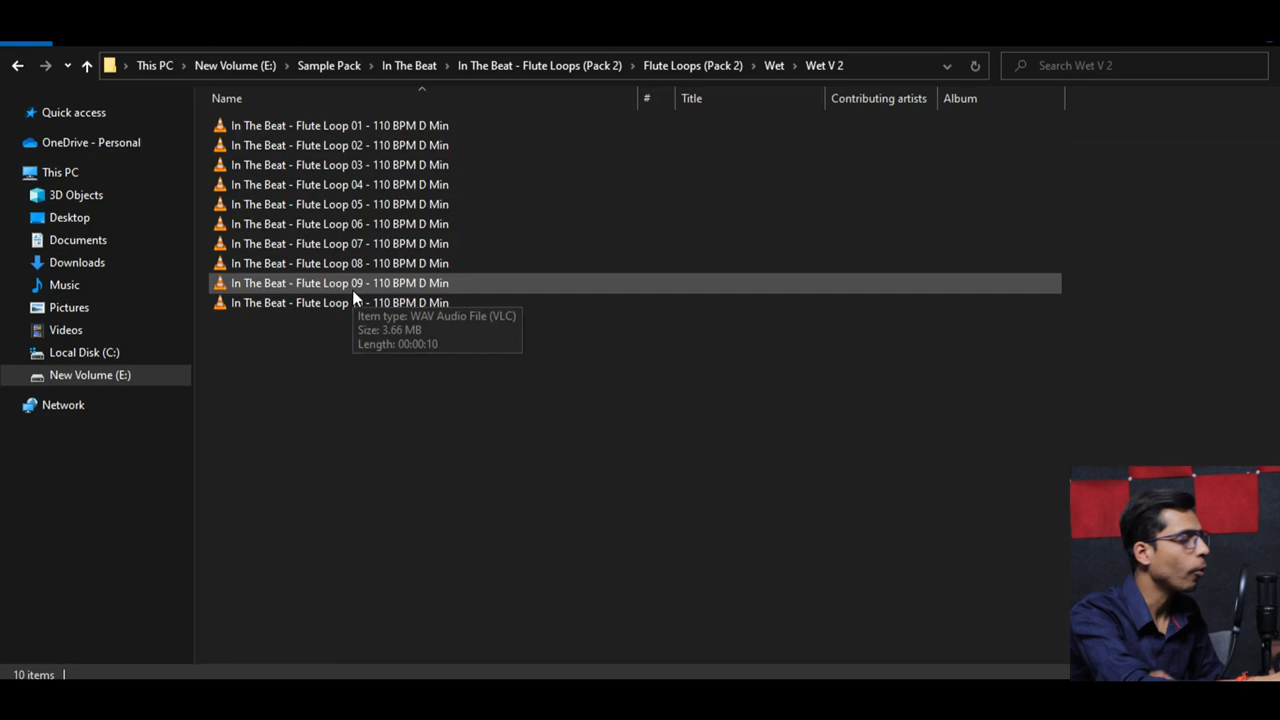 This PC > New Volume (E:) > Sample Pack > In The Beat > In The Beat - Flute Loops (Pack 2) > Flute Loops (Pack 2) > Wet > Wet V 2
Search Wet V 2
Name # Title Contributing artists Album
Quick access
OneDrive - Personal
This PC
3D Objects
Desktop
Documents
Downloads
Music
Pictures
Videos
Local Disk (C:)
New Volume (E:)
Network
In The Beat - Flute Loop 01 - 110 BPM D Min
In The Beat - Flute Loop 02 - 110 BPM D Min
In The Beat - Flute Loop 03 - 110 BPM D Min
In The Beat - Flute Loop 04 - 110 BPM D Min
In The Beat - Flute Loop 05 - 110 BPM D Min
In The Beat - Flute Loop 06 - 110 BPM D Min
In The Beat - Flute Loop 07 - 110 BPM D Min
In The Beat - Flute Loop 08 - 110 BPM D Min
In The Beat - Flute Loop 09 - 110 BPM D Min
In The Beat - Flute Loop - 110 BPM D Min
Item type: WAV Audio File (VLC)
Size: 3.66 MB
Length: 00:00:10
10 items